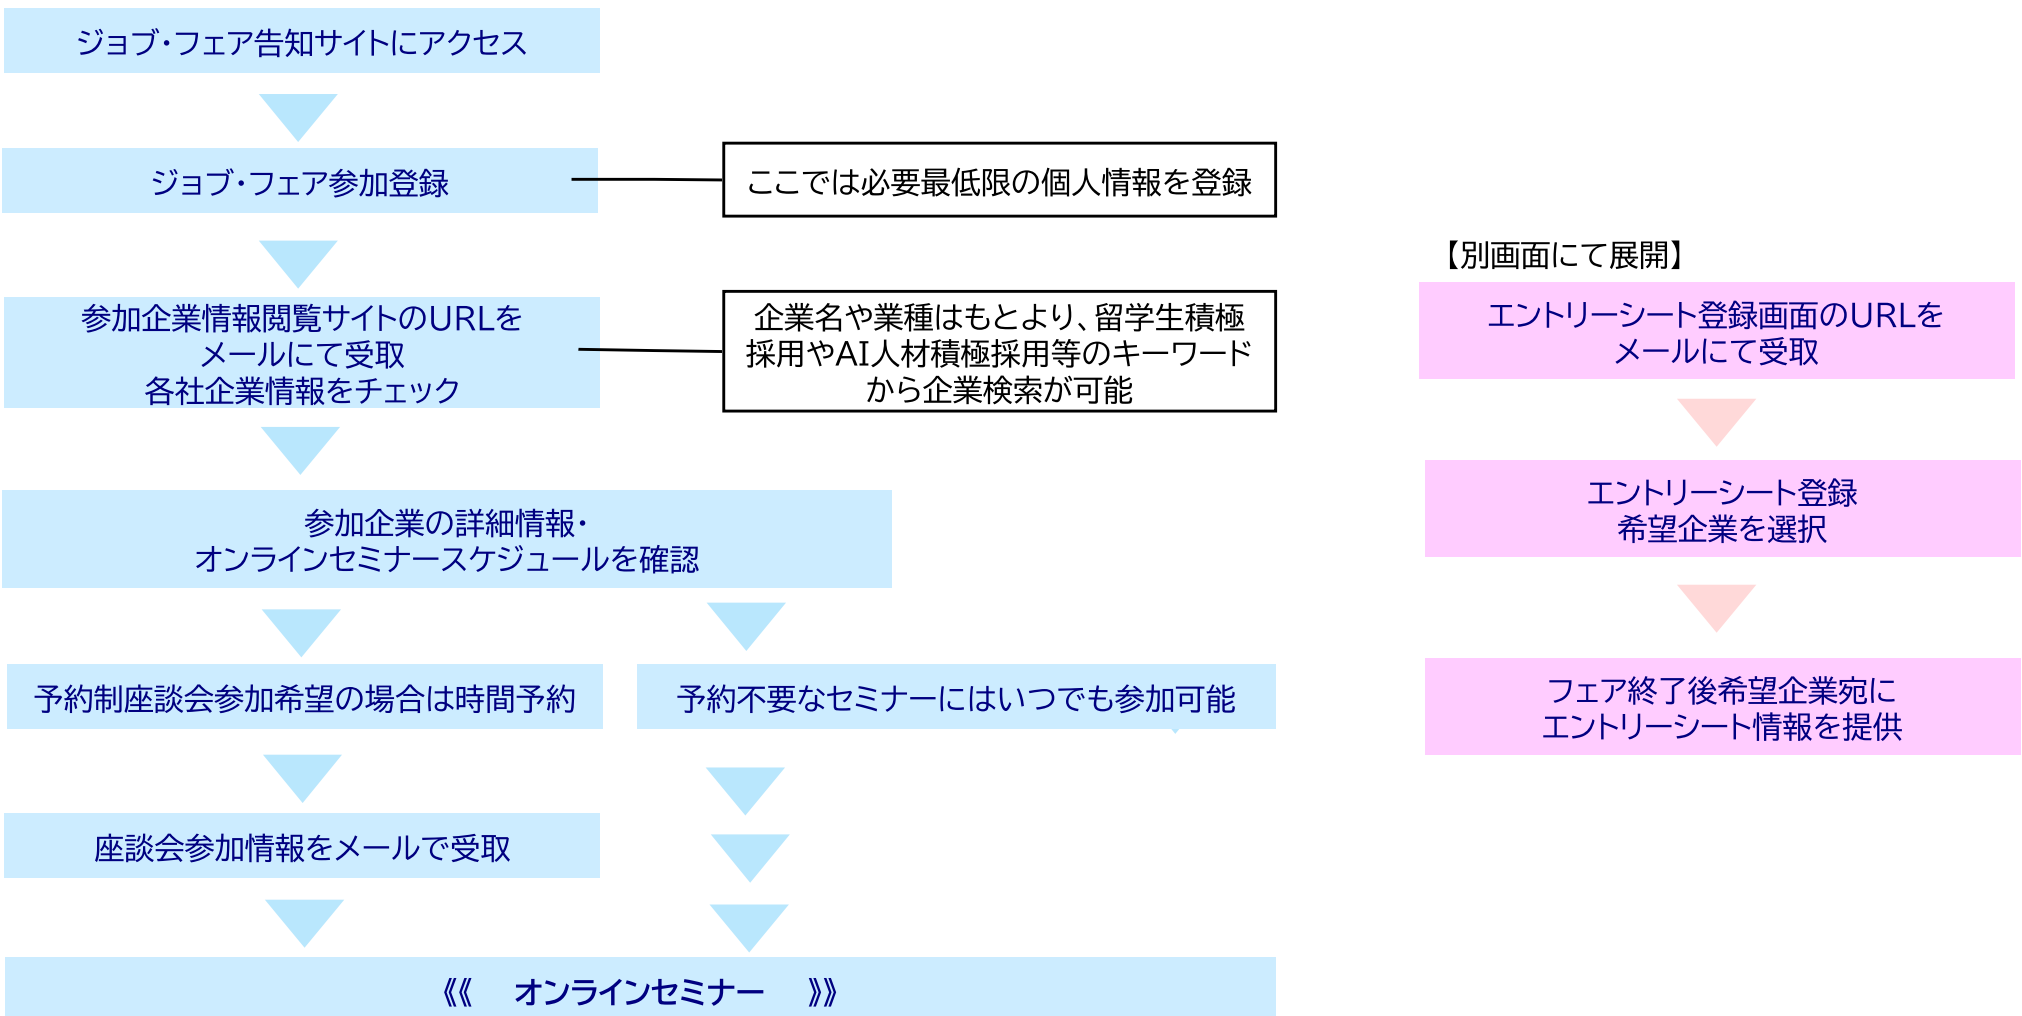 ジョブ・フェア告知サイトにアクセス
ジョブ・フェア参加登録
ここでは必要最低限の個人情報を登録
参加企業情報閲覧サイトのURLを
メールにて受取
各社企業情報をチェック
企業名や業種はもとより、留学生積極
採用やAI人材積極採用等のキーワード
から企業検索が可能
参加企業の詳細情報・
オンラインセミナースケジュールを確認
予約制座談会参加希望の場合は時間予約
予約不要なセミナーにはいつでも参加可能
座談会参加情報をメールで受取
《《 オンラインセミナー 》》
【別画面にて展開】
エントリーシート登録画面のURLを
メールにて受取
エントリーシート登録
希望企業を選択
フェア終了後希望企業宛に
エントリーシート情報を提供